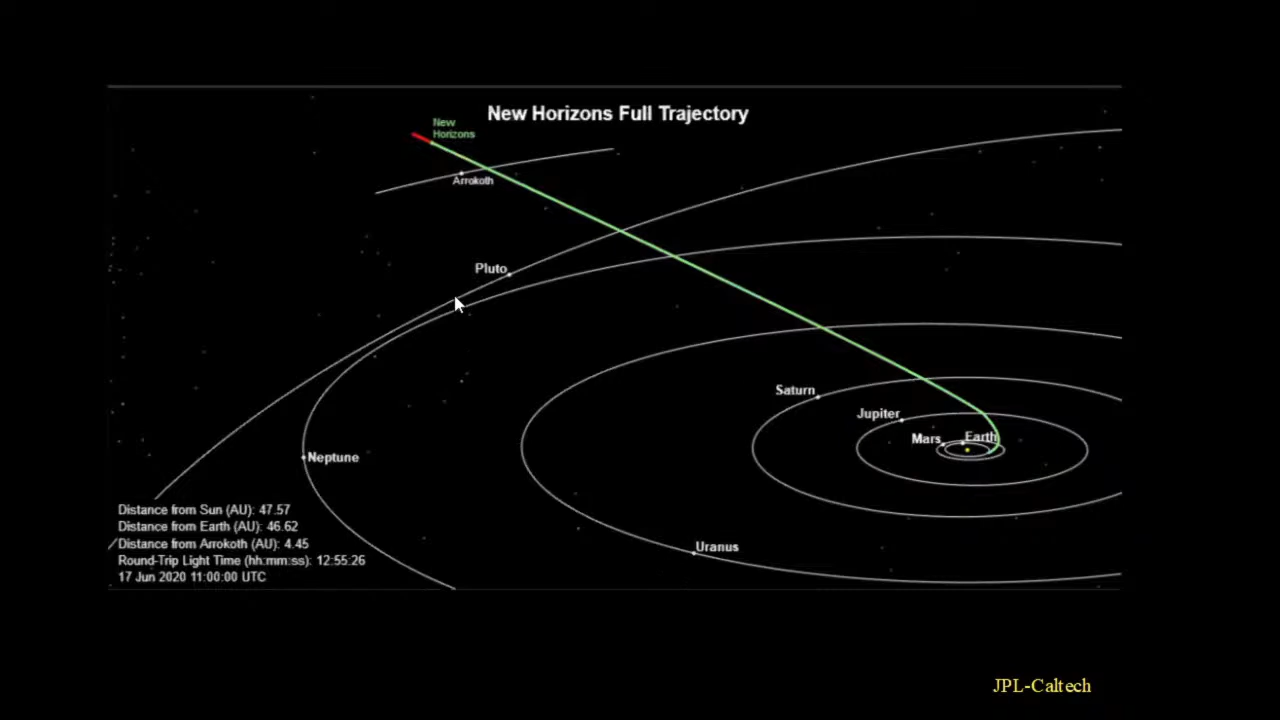 New Horizons Full Trajectory
New
Horizons
Arrokoth
Pluto
Saturn
Jupiter
Mars
Earth
Neptune
Uranus
Distance from Sun (AU): 47.57
Distance from Earth (AU): 46.62
Distance from Arrokoth (AU): 4.45
Round-Trip Light Time (hh:mm:ss): 12:55:26
17 Jun 2020 11:00:00 UTC
JPL-Caltech